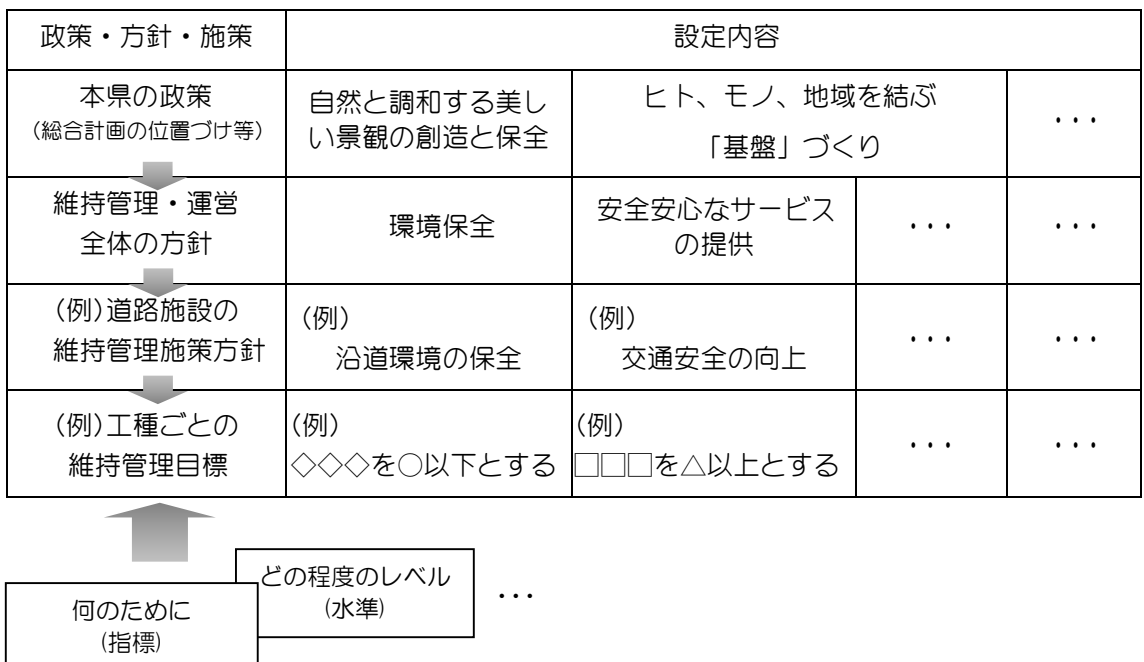 政策・方針・施策
設定内容
本県の政策
(総合計画の位置づけ等)
自然と調和する美し
い景観の創造と保全
ヒト、モノ、地域を結ぶ
「基盤」づくり
・・・
維持管理・運営
全体の方針
環境保全
安全安心なサービス
の提供
・・・
・・・
(例)道路施設の
維持管理施策方針
(例)
沿道環境の保全
(例)
交通安全の向上
・・・
・・・
(例)工種ごとの
維持管理目標
(例)
◇◇◇を○以下とする
(例)
□□□を△以上とする
・・・
・・・
どの程度のレベル
(水準)
・・・
何のために
(指標)